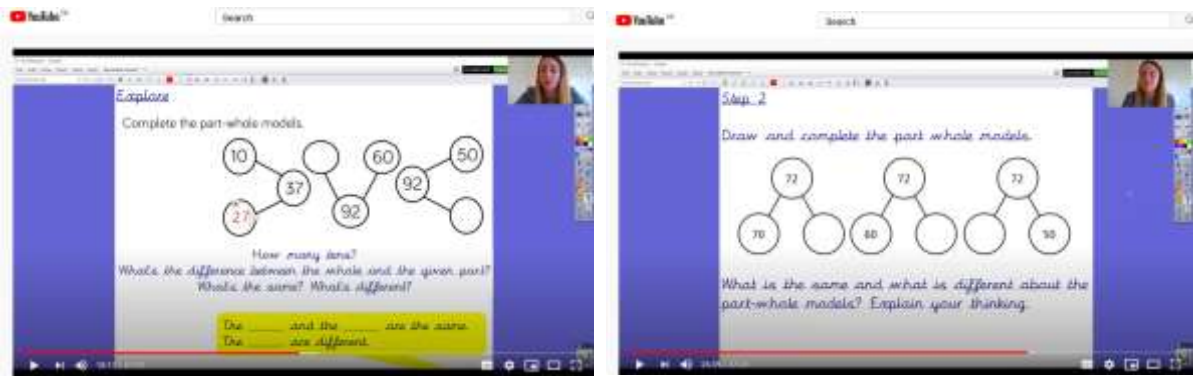 YouTube
Search
Explore
Complete the part-whole models.
10 60 50
37 92
27 92
How many tens?
What's the difference between the whole and the given part?
What's the same? What's different?
The ____ and the ____ are the same.
The ____ are different.
YouTube
Search
Step 2
Draw and complete the part whole models.
72 72 72
70 60 50
What is the same and what is different about the
part-whole models? Explain your thinking.